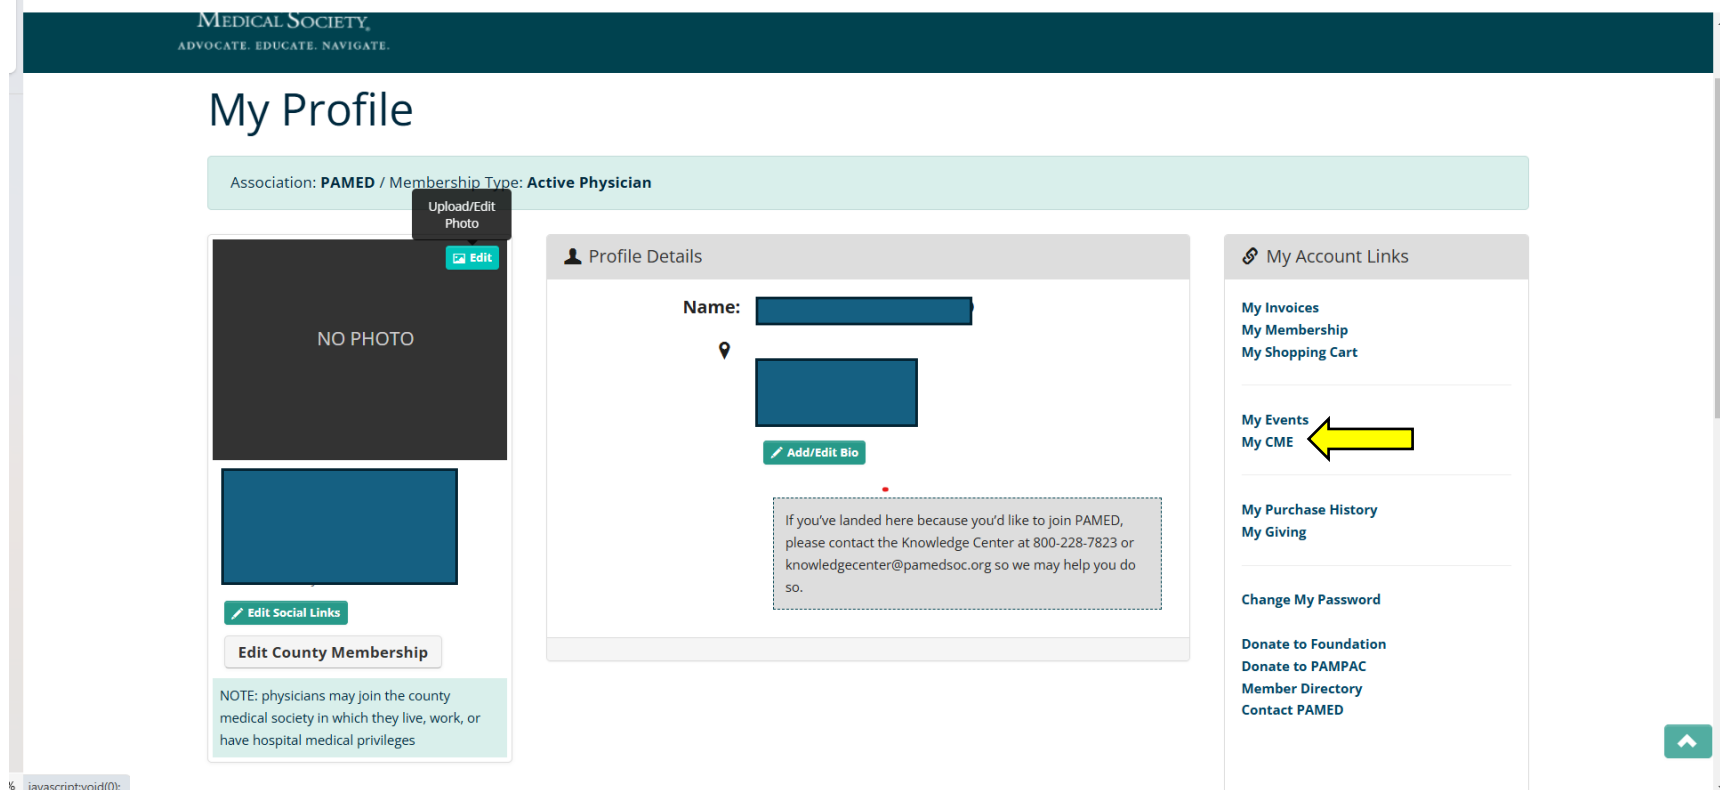 MEDICAL SOCIETY®
ADVOCATE. EDUCATE. NAVIGATE.
My Profile
Association: PAMED / Membership Type: Active Physician
Upload/Edit
Photo
Edit
NO PHOTO
Edit Social Links
Edit County Membership
NOTE: physicians may join the county
medical society in which they live, work, or
have hospital medical privileges
Profile Details
Name:
Add/Edit Bio
If you've landed here because you'd like to join PAMED,
please contact the Knowledge Center at 800-228-7823 or
knowledgecenter@pamedsoc.org so we may help you do
so.
My Account Links
My Invoices
My Membership
My Shopping Cart
My Events
My CME
My Purchase History
My Giving
Change My Password
Donate to Foundation
Donate to PAMPAC
Member Directory
Contact PAMED
%
javascript:void(0);